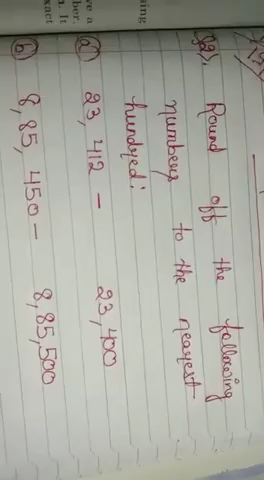 Q2). Round off the following
numbers to the nearest
hundred:
(a) 23,412 - 23,400
(b) 8,85,450 - 8,85,500